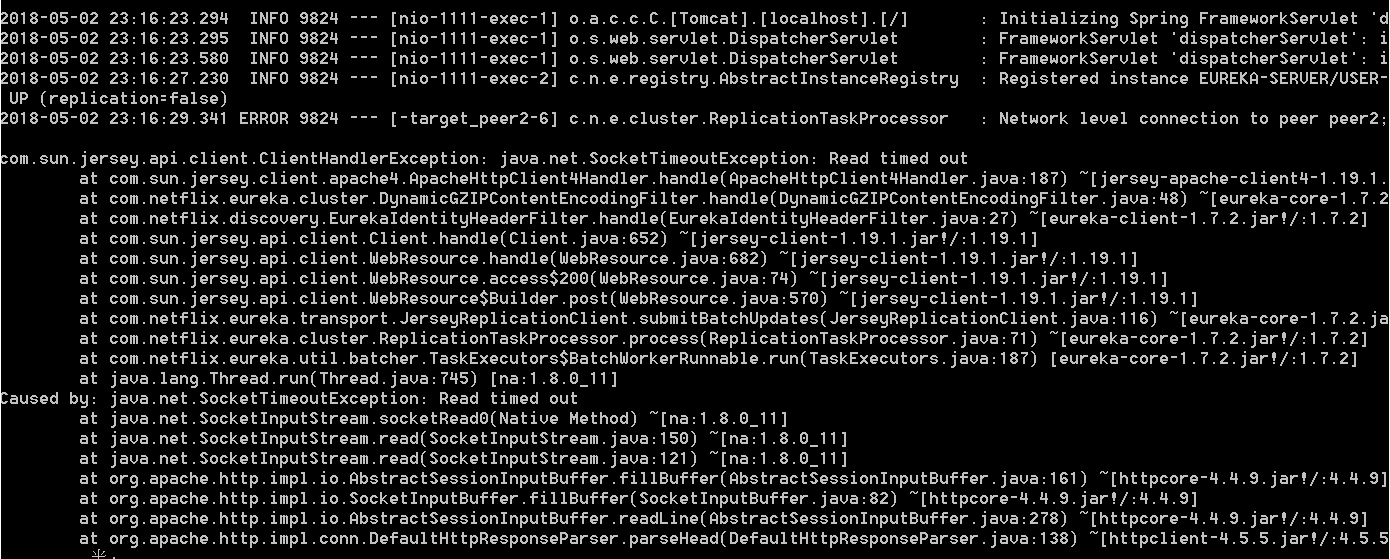 2018-05-02 23:16:23.294  INFO 9824 --- [nio-1111-exec-1] o.a.c.c.C.[Tomcat].[localhost].[/]       : Initializing Spring FrameworkServlet 'd
2018-05-02 23:16:23.295  INFO 9824 --- [nio-1111-exec-1] o.s.web.servlet.DispatcherServlet        : FrameworkServlet 'dispatcherServlet': i
2018-05-02 23:16:23.580  INFO 9824 --- [nio-1111-exec-1] o.s.web.servlet.DispatcherServlet        : FrameworkServlet 'dispatcherServlet': i
2018-05-02 23:16:27.230  INFO 9824 --- [nio-1111-exec-2] c.n.e.registry.AbstractInstanceRegistry  : Registered instance EUREKA-SERVER/USER-
 UP (replication=false)
2018-05-02 23:16:29.341 ERROR 9824 --- [-target_peer2-6] c.n.e.cluster.ReplicationTaskProcessor   : Network level connection to peer peer2;
com.sun.jersey.api.client.ClientHandlerException: java.net.SocketTimeoutException: Read timed out
        at com.sun.jersey.client.apache4.ApacheHttpClient4Handler.handle(ApacheHttpClient4Handler.java:187) ~[jersey-apache-client4-1.19.1.
        at com.netflix.eureka.cluster.DynamicGZIPContentEncodingFilter.handle(DynamicGZIPContentEncodingFilter.java:48) ~[eureka-core-1.7.2
        at com.netflix.discovery.EurekaIdentityHeaderFilter.handle(EurekaIdentityHeaderFilter.java:27) ~[eureka-client-1.7.2.jar!/:1.7.2]
        at com.sun.jersey.api.client.Client.handle(Client.java:652) ~[jersey-client-1.19.1.jar!/:1.19.1]
        at com.sun.jersey.api.client.WebResource.handle(WebResource.java:682) ~[jersey-client-1.19.1.jar!/:1.19.1]
        at com.sun.jersey.api.client.WebResource.access$200(WebResource.java:74) ~[jersey-client-1.19.1.jar!/:1.19.1]
        at com.sun.jersey.api.client.WebResource$Builder.post(WebResource.java:570) ~[jersey-client-1.19.1.jar!/:1.19.1]
        at com.netflix.eureka.transport.JerseyReplicationClient.submitBatchUpdates(JerseyReplicationClient.java:116) ~[eureka-core-1.7.2.ja
        at com.netflix.eureka.cluster.ReplicationTaskProcessor.process(ReplicationTaskProcessor.java:71) ~[eureka-core-1.7.2.jar!/:1.7.2]
        at com.netflix.eureka.util.batcher.TaskExecutors$BatchWorkerRunnable.run(TaskExecutors.java:187) [eureka-core-1.7.2.jar!/:1.7.2]
        at java.lang.Thread.run(Thread.java:745) [na:1.8.0_11]
Caused by: java.net.SocketTimeoutException: Read timed out
        at java.net.SocketInputStream.socketRead0(Native Method) ~[na:1.8.0_11]
        at java.net.SocketInputStream.read(SocketInputStream.java:150) ~[na:1.8.0_11]
        at java.net.SocketInputStream.read(SocketInputStream.java:121) ~[na:1.8.0_11]
        at org.apache.http.impl.io.AbstractSessionInputBuffer.fillBuffer(AbstractSessionInputBuffer.java:161) ~[httpcore-4.4.9.jar!/:4.4.9]
        at org.apache.http.impl.io.SocketInputBuffer.fillBuffer(SocketInputBuffer.java:82) ~[httpcore-4.4.9.jar!/:4.4.9]
        at org.apache.http.impl.io.AbstractSessionInputBuffer.readLine(AbstractSessionInputBuffer.java:278) ~[httpcore-4.4.9.jar!/:4.4.9]
        at org.apache.http.impl.conn.DefaultHttpResponseParser.parseHead(DefaultHttpResponseParser.java:138) ~[httpclient-4.5.5.jar!/:4.5.5